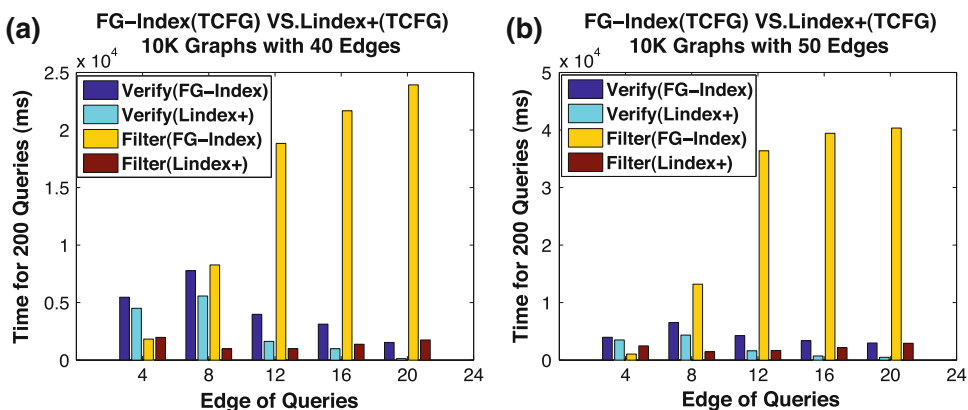 (a)
FG-Index(TCFG) VS.Lindex+(TCFG)
10K Graphs with 40 Edges
x 10^4
2.5
2
1.5
1
0.5
0
Time for 200 Queries (ms)
Verify(FG-Index)
Verify(Lindex+)
Filter(FG-Index)
Filter(Lindex+)
4 8 12 16 20 24
Edge of Queries
(b)
FG-Index(TCFG) VS.Lindex+(TCFG)
10K Graphs with 50 Edges
x 10^4
5
4
3
2
1
0
Time for 200 Queries (ms)
Verify(FG-Index)
Verify(Lindex+)
Filter(FG-Index)
Filter(Lindex+)
4 8 12 16 20 24
Edge of Queries